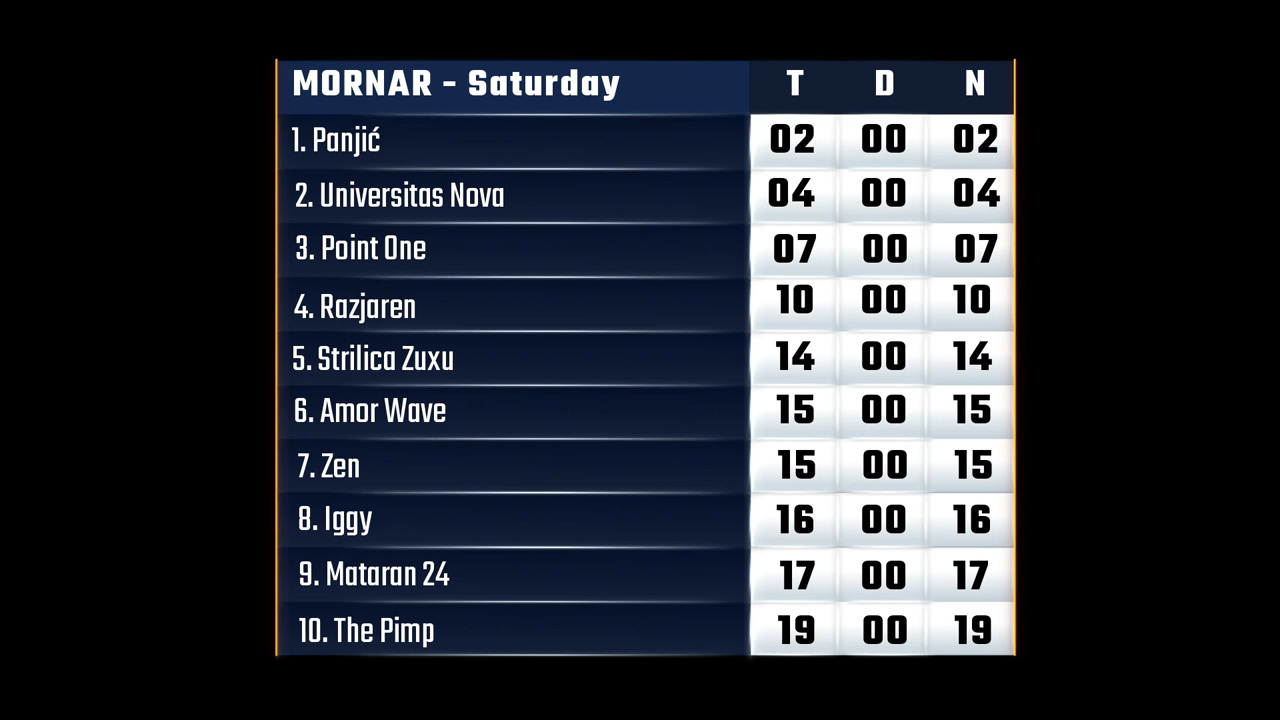 MORNAR - Saturday T D N
1. Panjić 02 00 02
2. Universitas Nova 04 00 04
3. Point One 07 00 07
4. Razjaren 10 00 10
5. Strilica Zuxu 14 00 14
6. Amor Wave 15 00 15
7. Zen 15 00 15
8. Iggy 16 00 16
9. Mataran 24 17 00 17
10. The Pimp 19 00 19